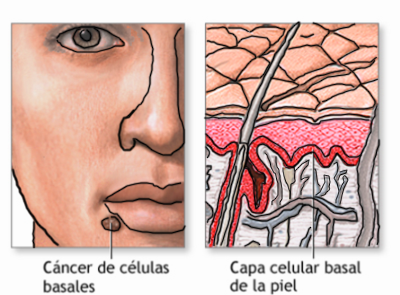 Cáncer de células
basales
Capa celular basal
de la piel